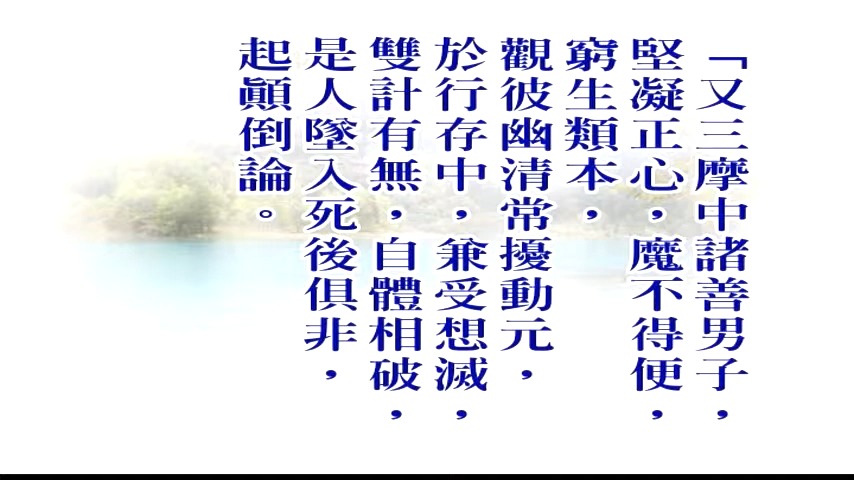 「又三摩中諸善男子，
堅凝正心，魔不得便，
窮生類本，
觀彼幽清常擾動元，
於行存中，兼受想滅，
雙計有無，自體相破，
是人墜入死後俱非，
起顚倒論。